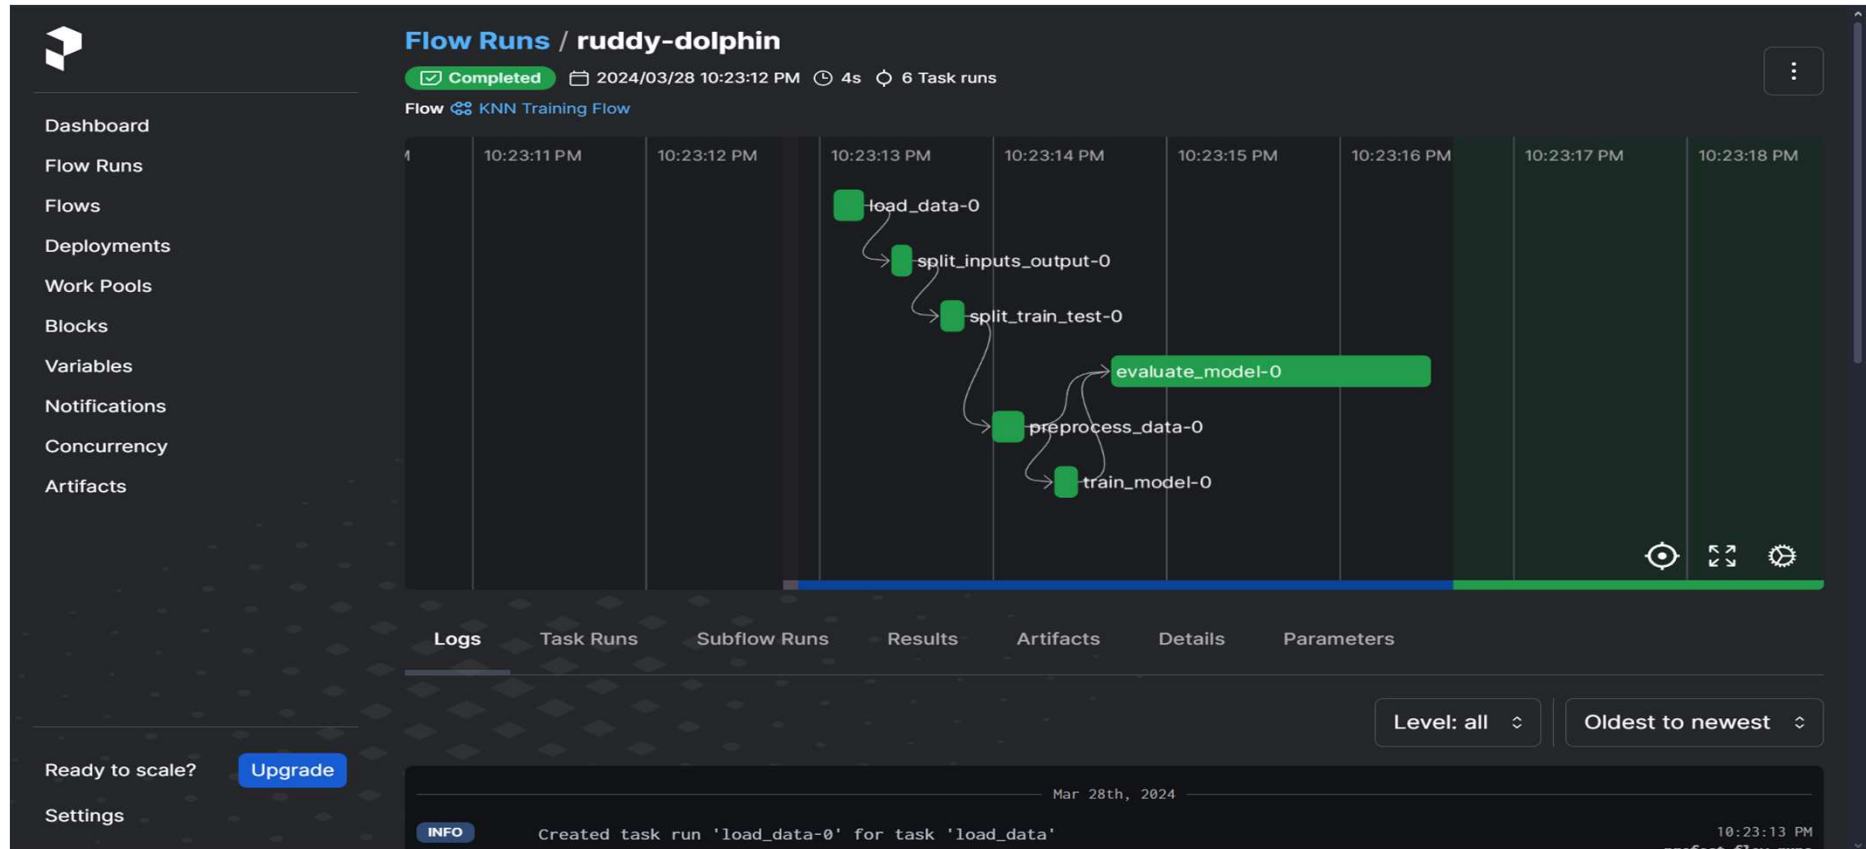 Flow Runs / ruddy-dolphin
Completed 2024/03/28 10:23:12 PM 4s 6 Task runs
Flow KNN Training Flow
Dashboard
Flow Runs
Flows
Deployments
Work Pools
Blocks
Variables
Notifications
Concurrency
Artifacts
Ready to scale? Upgrade
Settings
10:23:11 PM 10:23:12 PM 10:23:13 PM 10:23:14 PM 10:23:15 PM 10:23:16 PM 10:23:17 PM 10:23:18 PM
load_data-0
split_inputs_output-0
split_train_test-0
evaluate_model-0
preprocess_data-0
train_model-0
Logs Task Runs Subflow Runs Results Artifacts Details Parameters
Level: all Oldest to newest
Mar 28th, 2024
INFO Created task run 'load_data-0' for task 'load_data' 10:23:13 PM